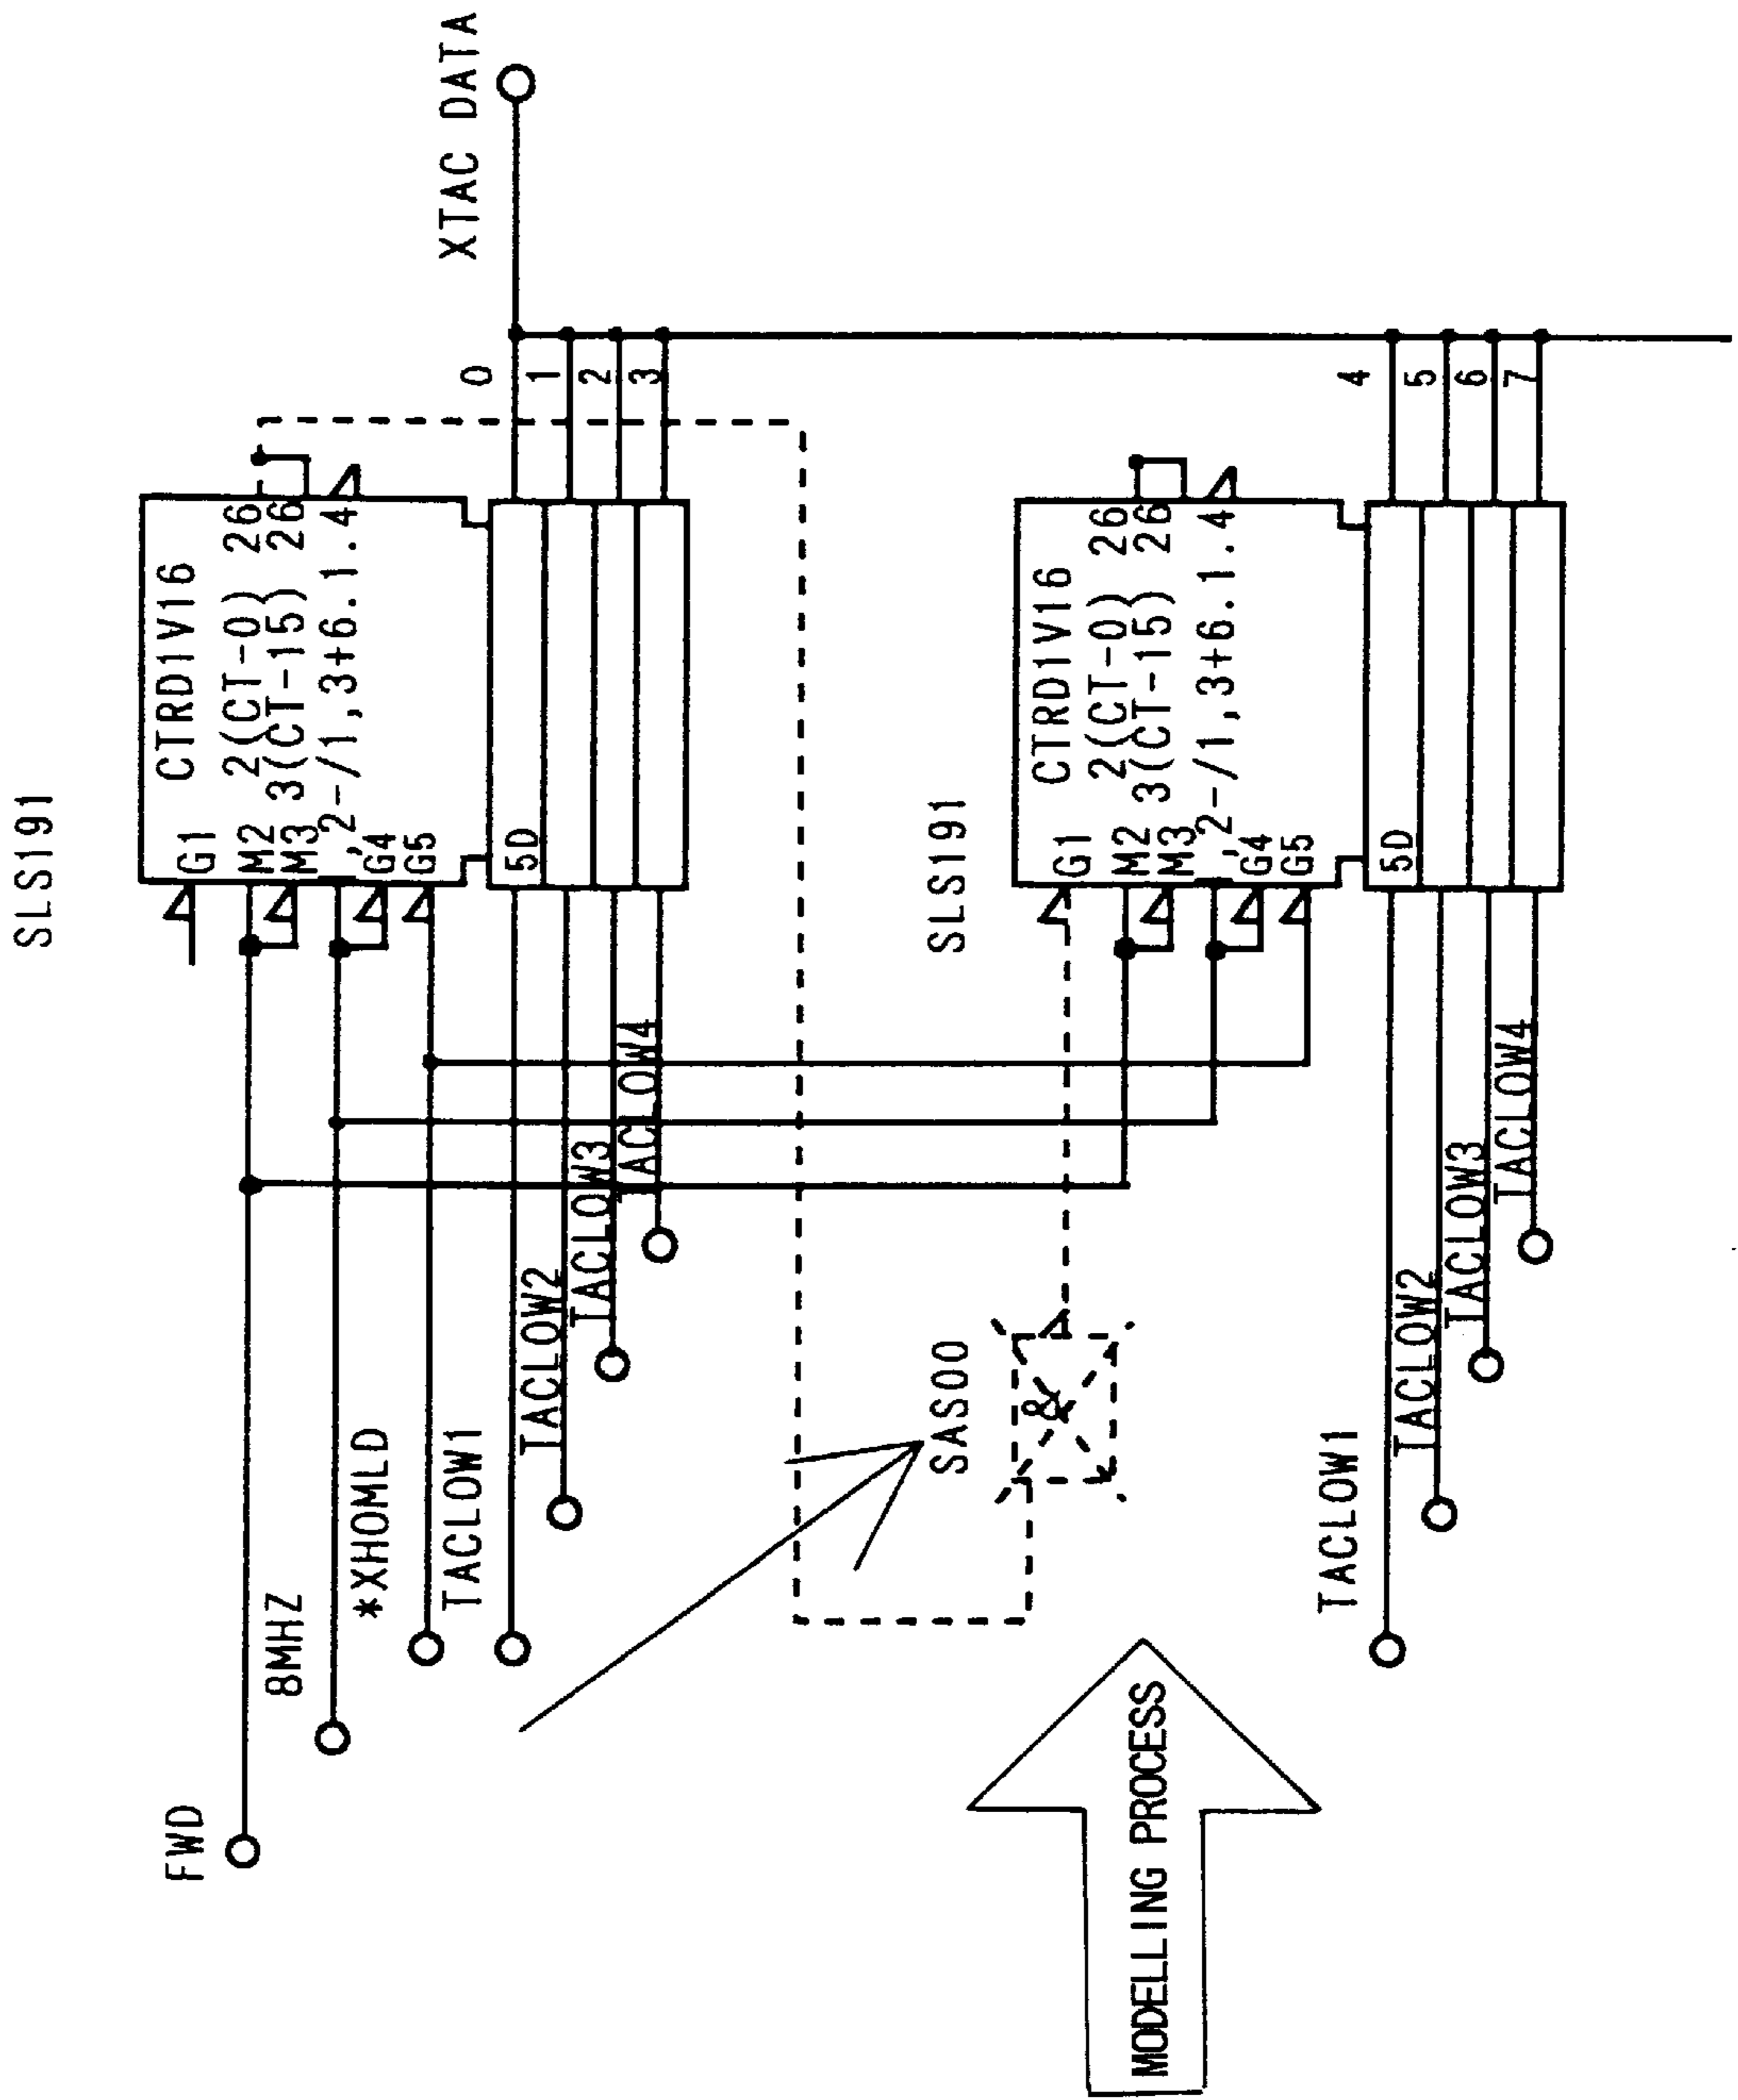 SLS191
CTRD1V16
G1
M2 2(CT-0) 26
M3 3(CT-15) 26
,2-/1,3+6.1.4
G4
G5
5D
FWD
8MHZ
*XHOMLD
TACLOW1
TACLOW2
TACLOW3
TACLOW4
0
1
2
3
XTAC DATA
SLS191
CTRD1V16
G1
M2 2(CT-0) 26
M3 3(CT-15) 26
,2-/1,3+6.1.4
G4
G5
5D
SAS00
&
TACLOW1
TACLOW2
TACLOW3
TACLOW4
4
5
6
7
MODELLING PROCESS